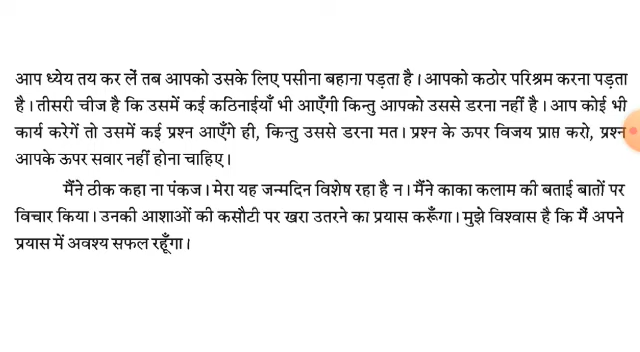 आप ध्येय तय कर लें तब आपको उसके लिए पसीना बहाना पड़ता है। आपको कठोर परिश्रम करना पड़ता
है। तीसरी चीज है कि उसमें कई कठिनाईयाँ भी आएँगी किन्तु आपको उससे डरना नहीं है। आप कोई भी
कार्य करेगें तो उसमें कई प्रश्न आएँगे ही, किन्तु उससे डरना मत। प्रश्न के ऊपर विजय प्राप्त करो, प्रश्न
आपके ऊपर सवार नहीं होना चाहिए।
मैंने ठीक कहा ना पंकज। मेरा यह जन्मदिन विशेष रहा है न। मैंने काका कलाम की बताई बातों पर
विचार किया। उनकी आशाओं की कसौटी पर खरा उतरने का प्रयास करूँगा। मुझे विश्वास है कि मैं अपने
प्रयास में अवश्य सफल रहूँगा।